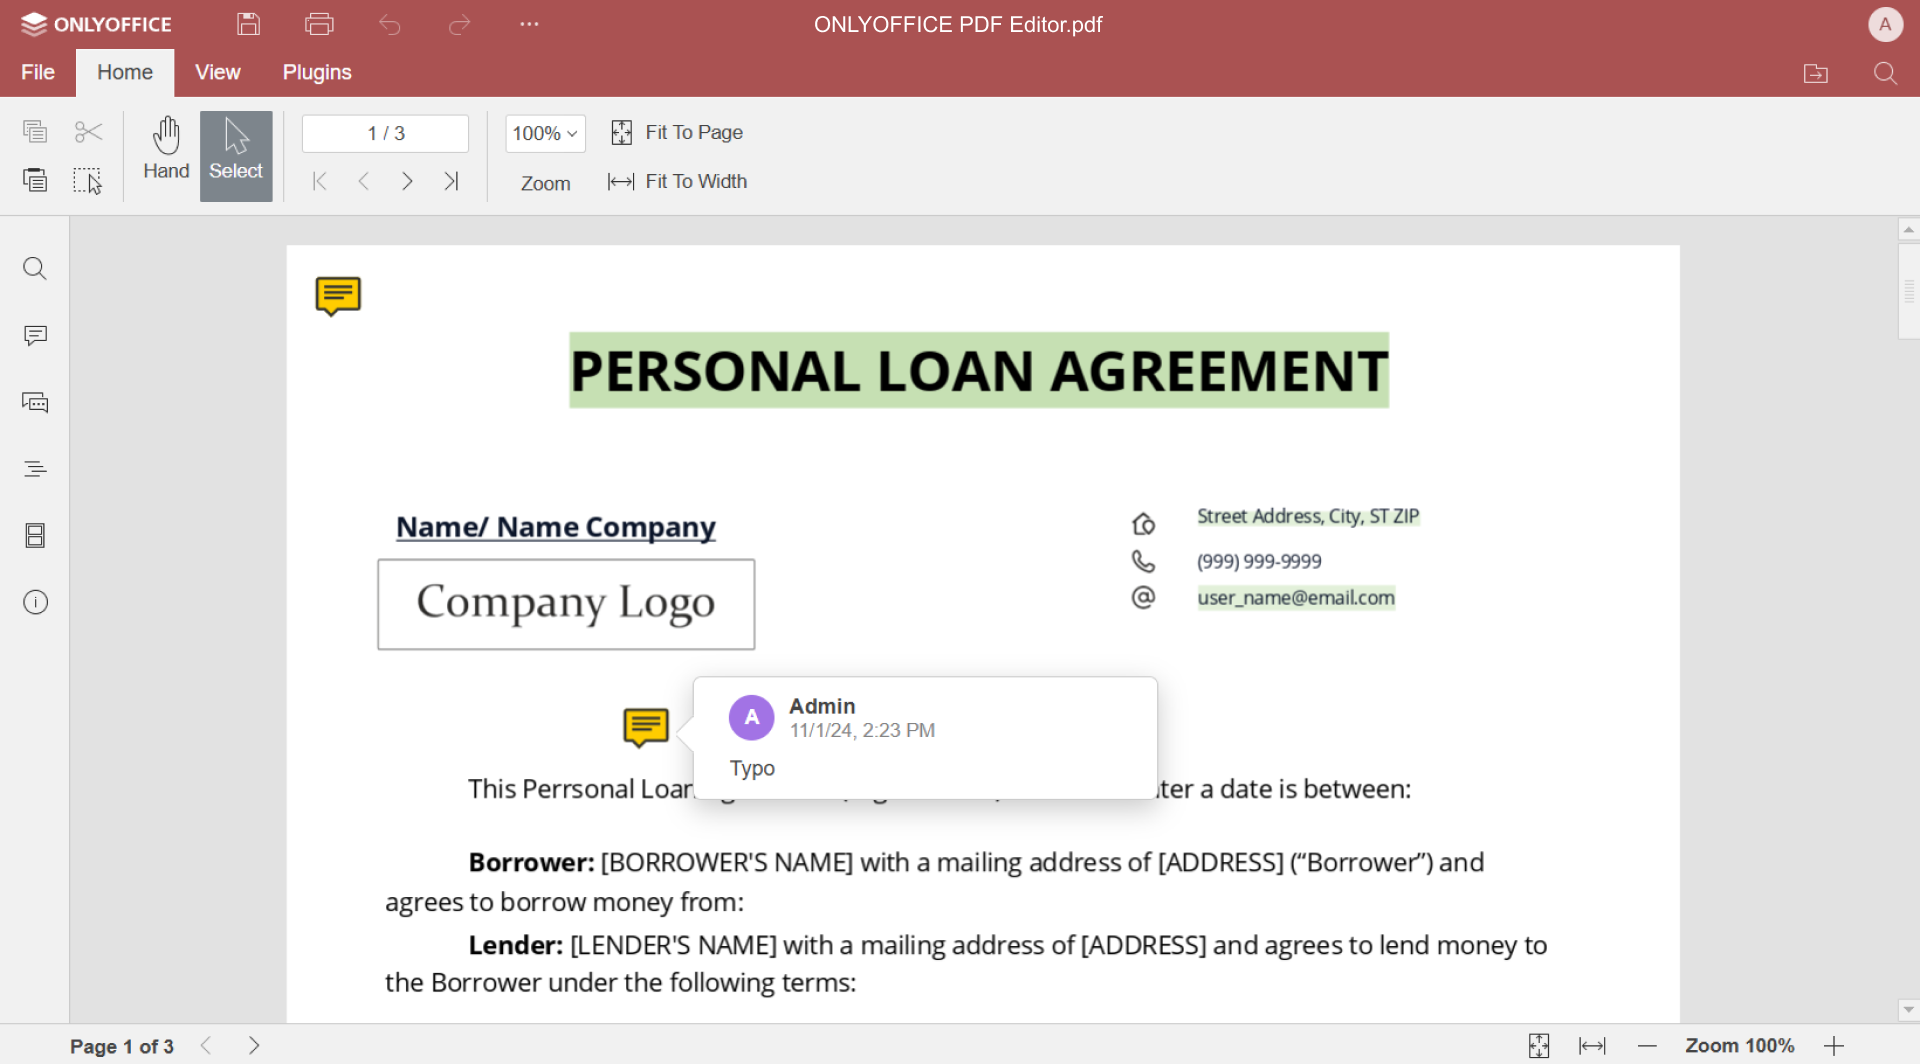 ONLYOFFICE
ONLYOFFICE PDF Editor.pdf
A
File
Home
View
Plugins
Hand
Select
1 / 3
100%
Zoom
Fit To Page
Fit To Width
PERSONAL LOAN AGREEMENT
Name/ Name Company
Company Logo
Street Address, City, ST ZIP
(999) 999-9999
@ user_name@email.com
A
Admin
11/1/24, 2:23 PM
Typo
This Perrsonal Loan
a date is between:
Borrower: [BORROWER'S NAME] with a mailing address of [ADDRESS] (“Borrower”) and
agrees to borrow money from:
Lender: [LENDER'S NAME] with a mailing address of [ADDRESS] and agrees to lend money to
the Borrower under the following terms:
Page 1 of 3
Zoom 100%